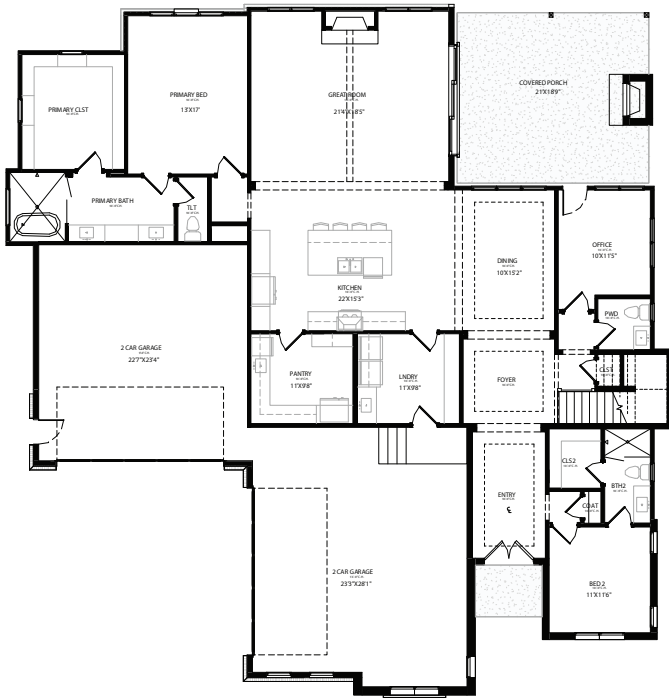 COVERED PORCH
21'X18'9"
PRIMARY BED
13'X17'
GREAT ROOM
21'4"X18'5"
PRIMARY CLST
PRIMARY BATH
TLT
OFFICE
10'X11'5"
DINING
10'X15'2"
KITCHEN
22'X15'3"
PWD
2 CAR GARAGE
22'7"X23'4"
PANTRY
11'X9'8"
LNDRY
11'X9'8"
FOYER
CLST
CLS2
BTH2
ENTRY
COAT
2 CAR GARAGE
23'3"X28'1"
BED 2
11'X11'6"